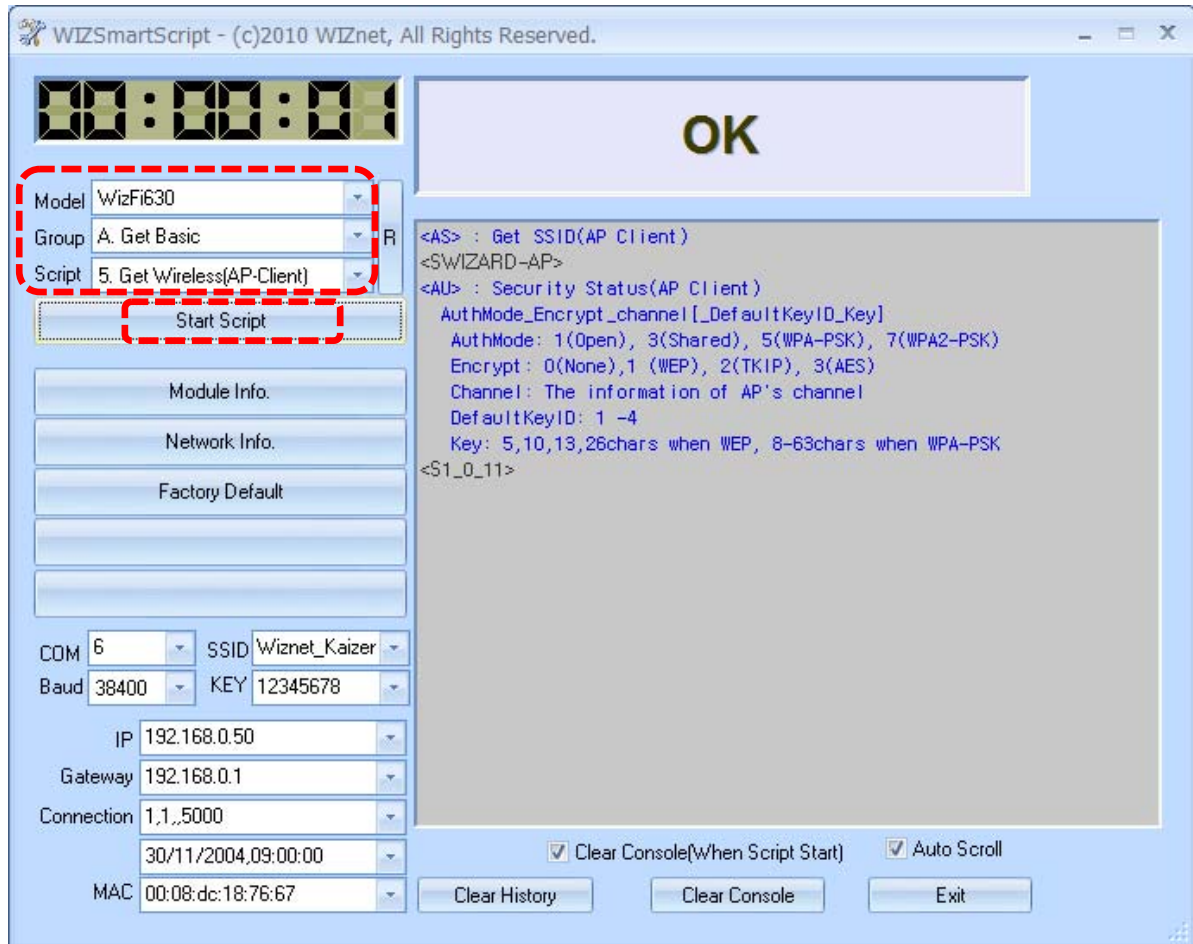 WIZSmartScript - (c)2010 WIZnet, All Rights Reserved.
00:00:01
OK
Model WizFi630
Group A. Get Basic
R
Script 5. Get Wireless(AP-Client)
Start Script
Module Info.
Network Info.
Factory Default
COM 6 SSID Wiznet_Kaizer
Baud 38400 KEY 12345678
IP 192.168.0.50
Gateway 192.168.0.1
Connection 1,1,,5000
30/11/2004,09:00:00
MAC 00:08:dc:18:76:67
<AS> : Get SSID(AP Client)
<SWIZARD-AP>
<AU> : Security Status(AP Client)
AuthMode_Encrypt_channel[_DefaultKeyID_Key]
AuthMode: 1(Open), 3(Shared), 5(WPA-PSK), 7(WPA2-PSK)
Encrypt: 0(None),1 (WEP), 2(TKIP), 3(AES)
Channel: The information of AP's channel
DefaultKeyID: 1 -4
Key: 5,10,13,26chars when WEP, 8-63chars when WPA-PSK
<S1_0_11>
Clear Console(When Script Start) Auto Scroll
Clear History Clear Console Exit